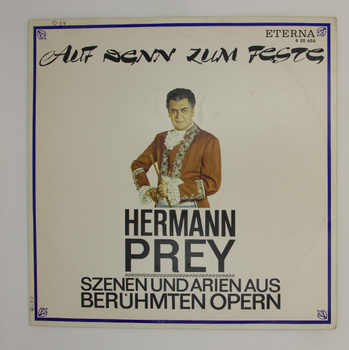 AUF DENN ZUM FESTE
ETERNA
HERMANN
PREY
SZENEN UND ARIEN AUS
BERÜHMTEN OPERN